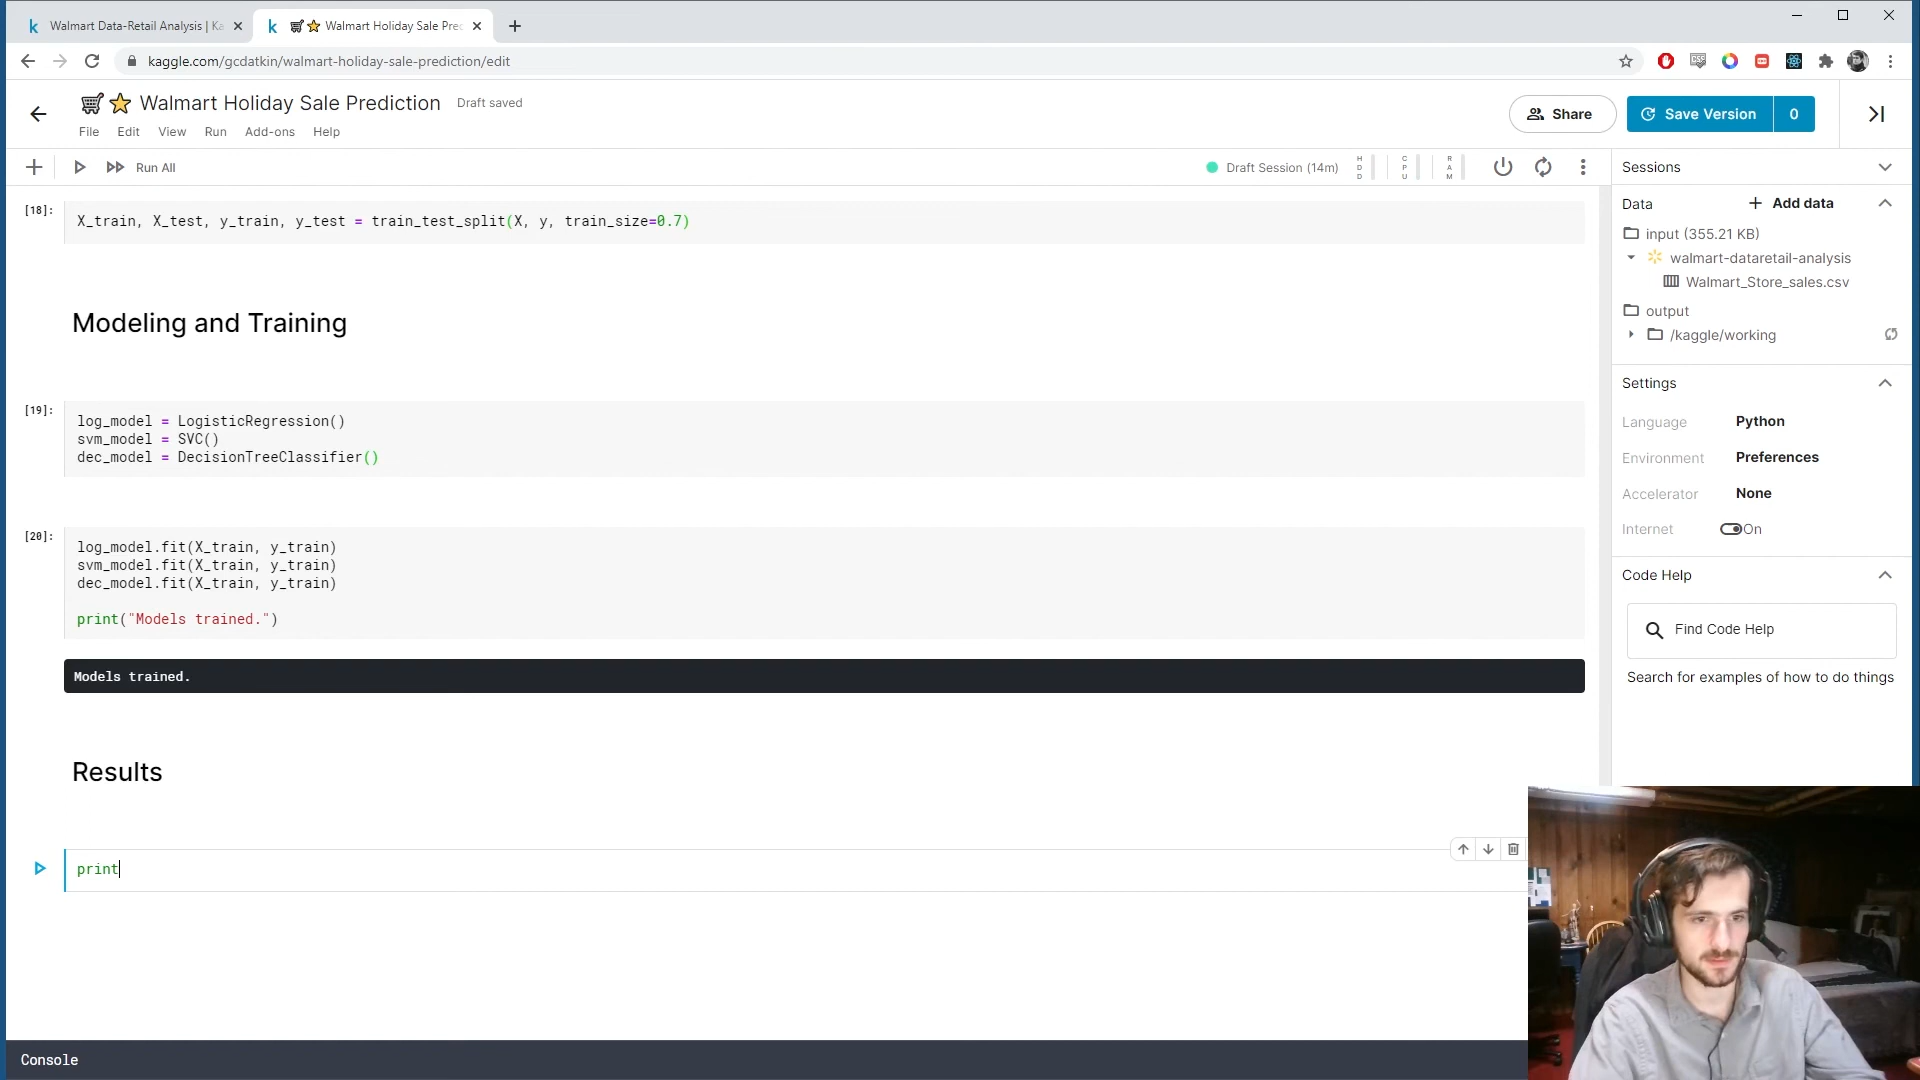 Walmart Data-Retail Analysis | Ka
Walmart Holiday Sale Prec
kaggle.com/gcdatkin/walmart-holiday-sale-prediction/edit
Walmart Holiday Sale Prediction
Draft saved
Share
Save Version
0
File
Edit
View
Run
Add-ons
Help
Run All
Draft Session (14m)
HDD
CPU
RAM
Sessions
[18]:
X_train, X_test, y_train, y_test = train_test_split(X, y, train_size=0.7)
Modeling and Training
[19]:
log_model = LogisticRegression()
svm_model = SVC()
dec_model = DecisionTreeClassifier()
[20]:
log_model.fit(X_train, y_train)
svm_model.fit(X_train, y_train)
dec_model.fit(X_train, y_train)
print("Models trained.")
Models trained.
Results
print
Console
Data
Add data
input (355.21 KB)
walmart-dataretail-analysis
Walmart_Store_sales.csv
output
/kaggle/working
Settings
Language
Python
Environment
Preferences
Accelerator
None
Internet
On
Code Help
Find Code Help
Search for examples of how to do things